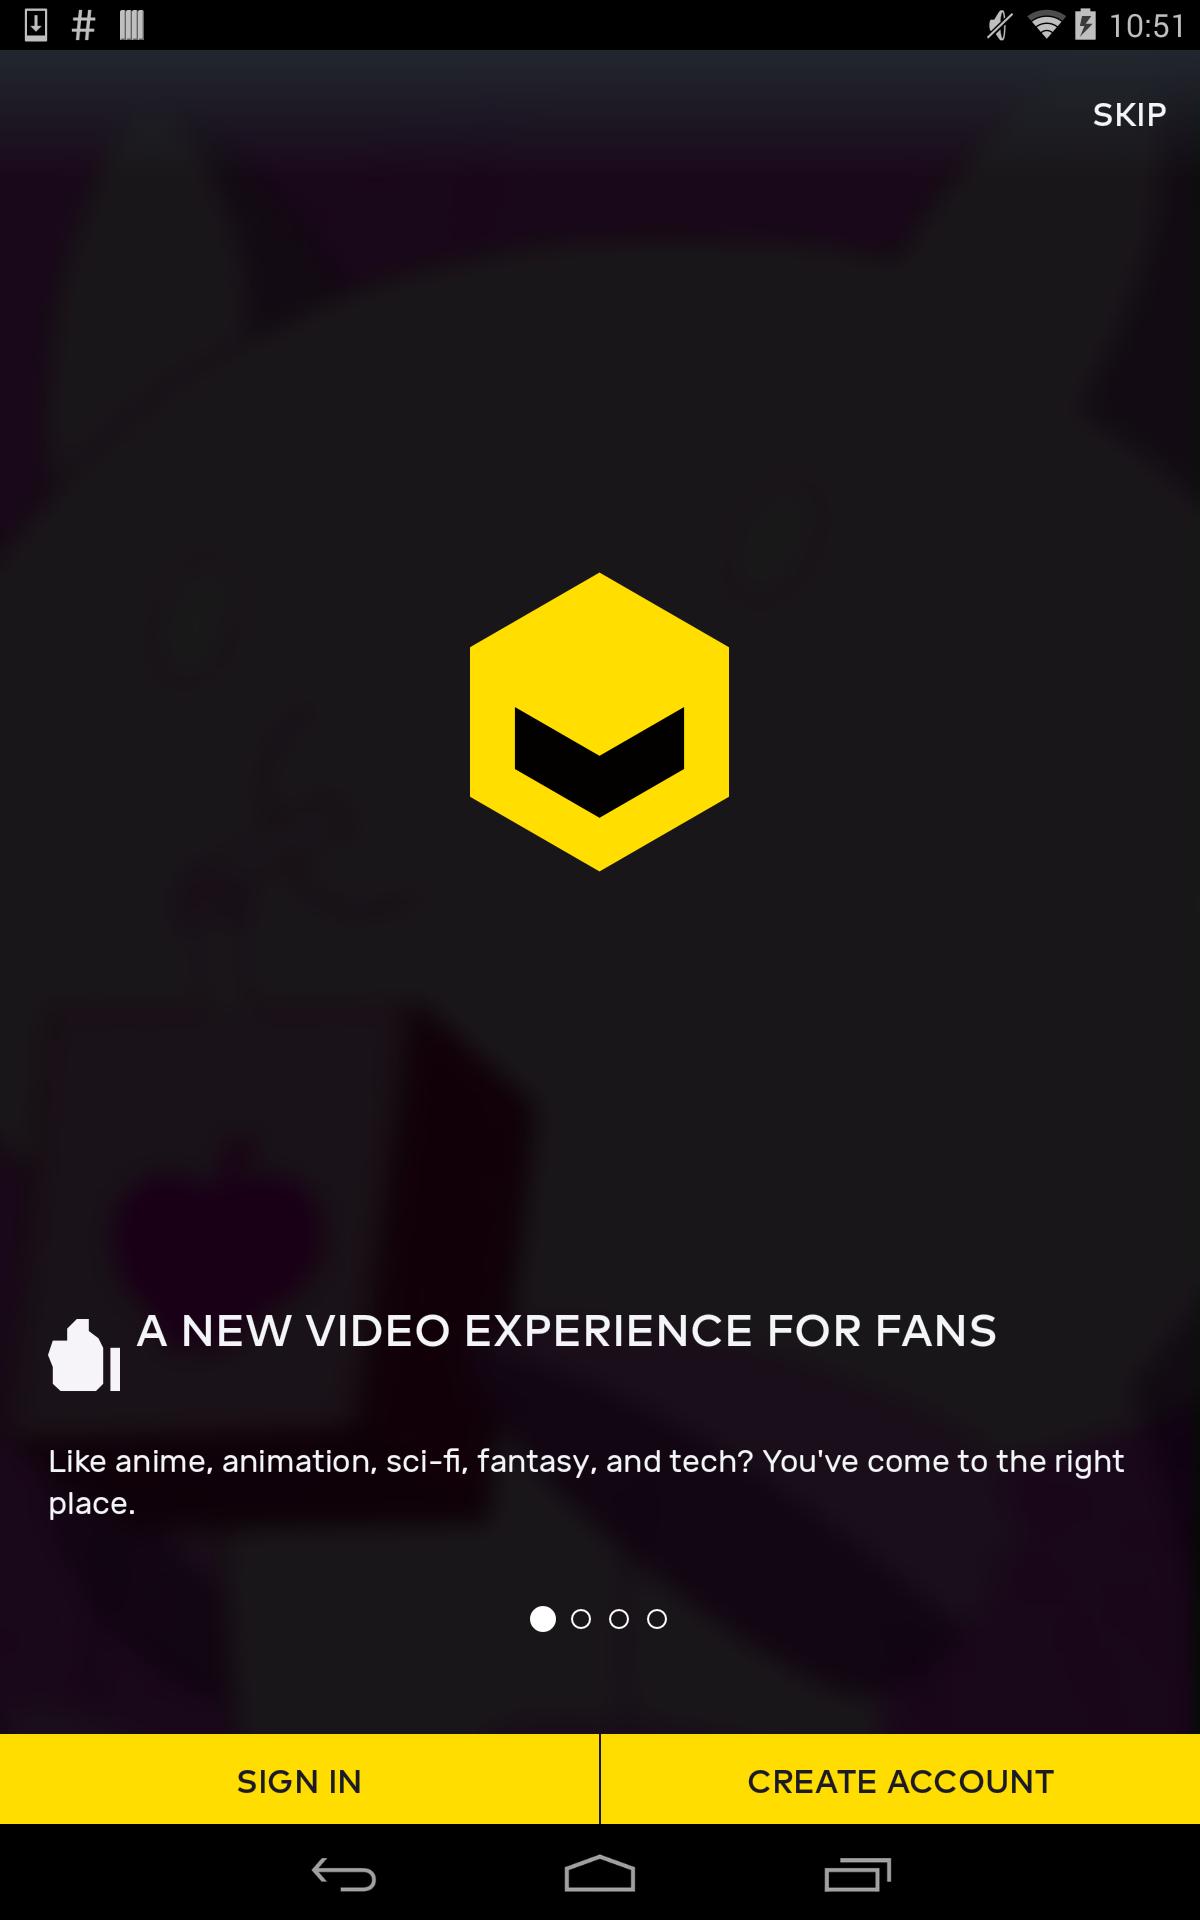 10:51
SKIP
A NEW VIDEO EXPERIENCE FOR FANS
Like anime, animation, sci-fi, fantasy, and tech? You've come to the right
place.
SIGN IN
CREATE ACCOUNT